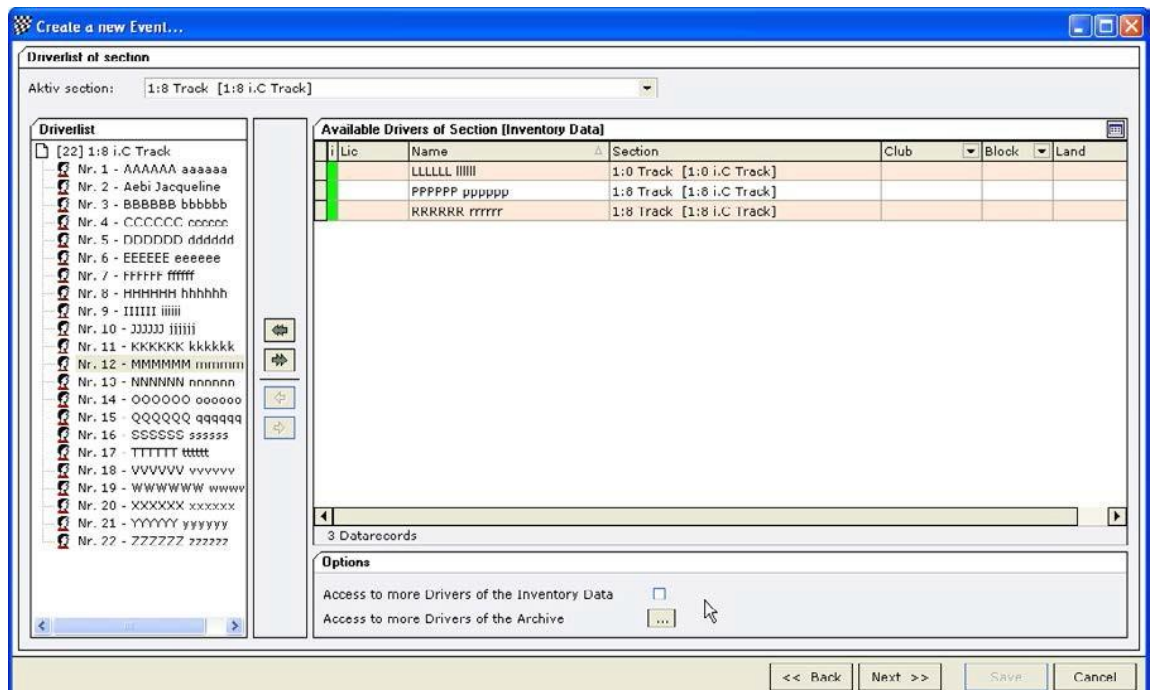 Create a new Event...
Driverlist of section
Aktiv section: 1:8 Track [1:8 i.C Track]
Driverlist
[22] 1:8 i.C Track
Nr. 1 - AAAAAA aaaaaa
Nr. 2 - Aebi Jacqueline
Nr. 3 - BBBBBB bbbbbb
Nr. 4 - CCCCCC cccccc
Nr. 5 - DDDDDD dddddd
Nr. 6 - EEEEEE eeeeee
Nr. 7 - FFFFFF ffffff
Nr. 8 - HHHHHH hhhhhh
Nr. 9 - IIIIII iiiiii
Nr. 10 - JJJJJJ jjjjjj
Nr. 11 - KKKKKK kkkkkk
Nr. 12 - MMMMMM mmmm
Nr. 13 - NNNNNN nnnnnn
Nr. 14 - OOOOOO oooooo
Nr. 15 - QQQQQQ qqqqqq
Nr. 16 - SSSSSS ssssss
Nr. 17 - TTTTTT tttttt
Nr. 18 - VVVVVV vvvvvv
Nr. 19 - WWWWWW wwwv
Nr. 20 - XXXXXX xxxxxx
Nr. 21 - YYYYYY yyyyyy
Nr. 22 - ZZZZZZ zzzzzz
Available Drivers of Section [Inventory Data]
i Lic Name Section Club Block Land
LLLLLL llllll 1:8 Track [1:8 i.C Track]
PPPPPP pppppp 1:8 Track [1:8 i.C Track]
RRRRRR rrrrrr 1:8 Track [1:8 i.C Track]
3 Datarecords
Options
Access to more Drivers of the Inventory Data
Access to more Drivers of the Archive ...
<< Back Next >> Save Cancel